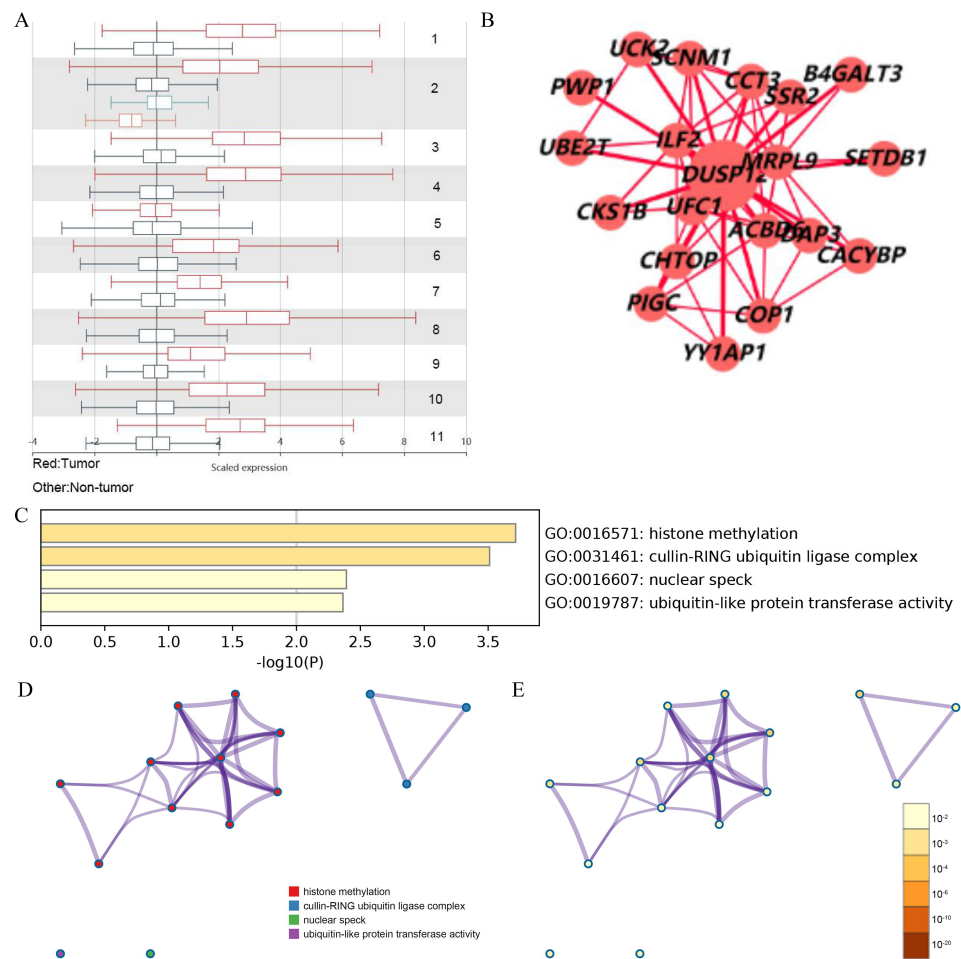 A
1
2
3
4
5
6
7
8
9
10
11
-4 -2 2 4 6 8 10
Scaled expression
Red:Tumor
Other:Non-tumor
B
UCK2
SCNM1
CCT3
B4GALT3
PWP1
SSR2
UBE2T
ILF2
MRPL9
SETDB1
DUSP12
CKS1B
UFC1
DAP3
CHTOP
CACYBP
PIGC
COP1
YY1AP1
C
GO:0016571: histone methylation
GO:0031461: cullin-RING ubiquitin ligase complex
GO:0016607: nuclear speck
GO:0019787: ubiquitin-like protein transferase activity
0.0 0.5 1.0 1.5 2.0 2.5 3.0 3.5
-log10(P)
D
histone methylation
cullin-RING ubiquitin ligase complex
nuclear speck
ubiquitin-like protein transferase activity
E
10-2
10-3
10-4
10-6
10-10
10-20